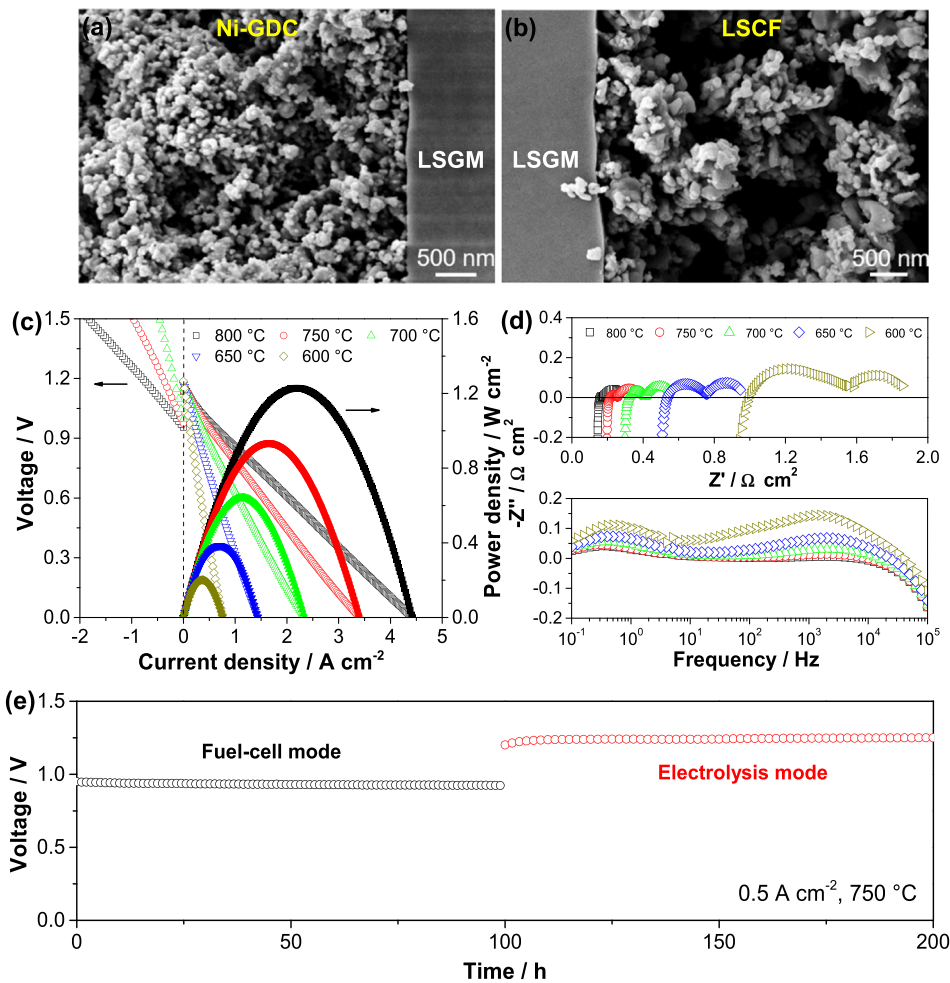 (a) Ni-GDC
LSGM
500 nm
(b) LSCF
LSGM
500 nm
(c)
800 °C 750 °C 700 °C
650 °C 600 °C
1.5
1.2
0.9
0.6
0.3
0.0
Voltage / V
1.6
1.2
0.8
0.4
0.0
Power density / W cm-2
-2 -1 0 1 2 3 4 5
Current density / A cm-2
(d)
800 °C 750 °C 700 °C 650 °C 600 °C
0.4
0.2
0.0
-0.2
0.0 0.4 0.8 1.2 1.6 2.0
Z' / Ω cm2
-Z'' / Ω cm2
0.2
0.1
0.0
-0.1
-0.2
10-1 100 101 102 103 104 105
Frequency / Hz
(e)
1.5
1.0
0.5
0.0
Voltage / V
Fuel-cell mode
Electrolysis mode
0.5 A cm-2, 750 °C
0 50 100 150 200
Time / h